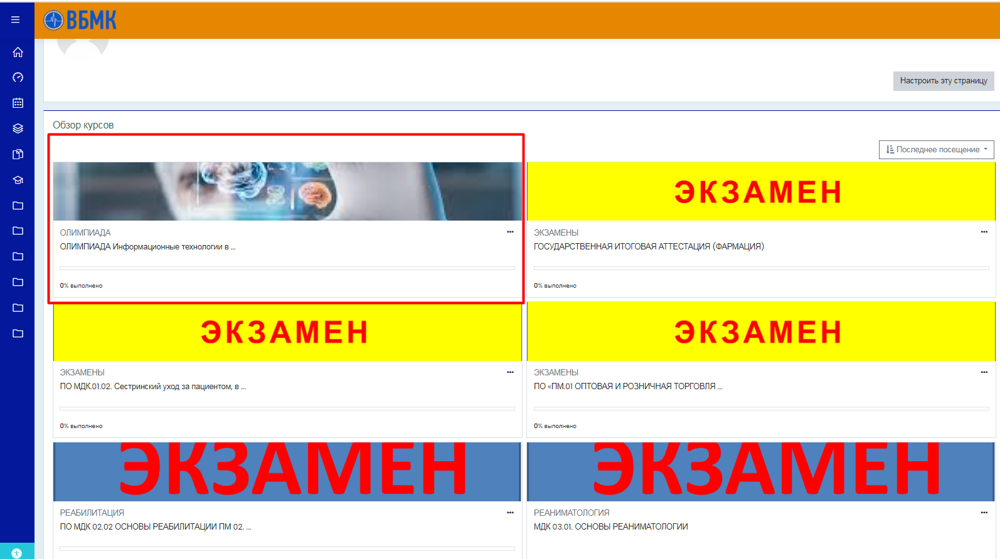 ВБМК
Настроить эту страницу
Обзор курсов
Последнее посещение
ЭКЗАМЕН
ОЛИМПИАДА
ОЛИМПИАДА Информационные технологии в ...
0% выполнено
ЭКЗАМЕНЫ
ГОСУДАРСТВЕННАЯ ИТОГОВАЯ АТТЕСТАЦИЯ (ФАРМАЦИЯ)
0% выполнено
ЭКЗАМЕН
ЭКЗАМЕН
ЭКЗАМЕНЫ
ПО МДК.01.02. Сестринский уход за пациентом, в ...
0% выполнено
ЭКЗАМЕНЫ
ПО «ПМ.01 ОПТОВАЯ И РОЗНИЧНАЯ ТОРГОВЛЯ ...
0% выполнено
ЭКЗАМЕН
ЭКЗАМЕН
РЕАБИЛИТАЦИЯ
ПО МДК 02.02 ОСНОВЫ РЕАБИЛИТАЦИИ ПМ 02. ...
РЕАНИМАТОЛОГИЯ
МДК 03.01. ОСНОВЫ РЕАНИМАТОЛОГИИ